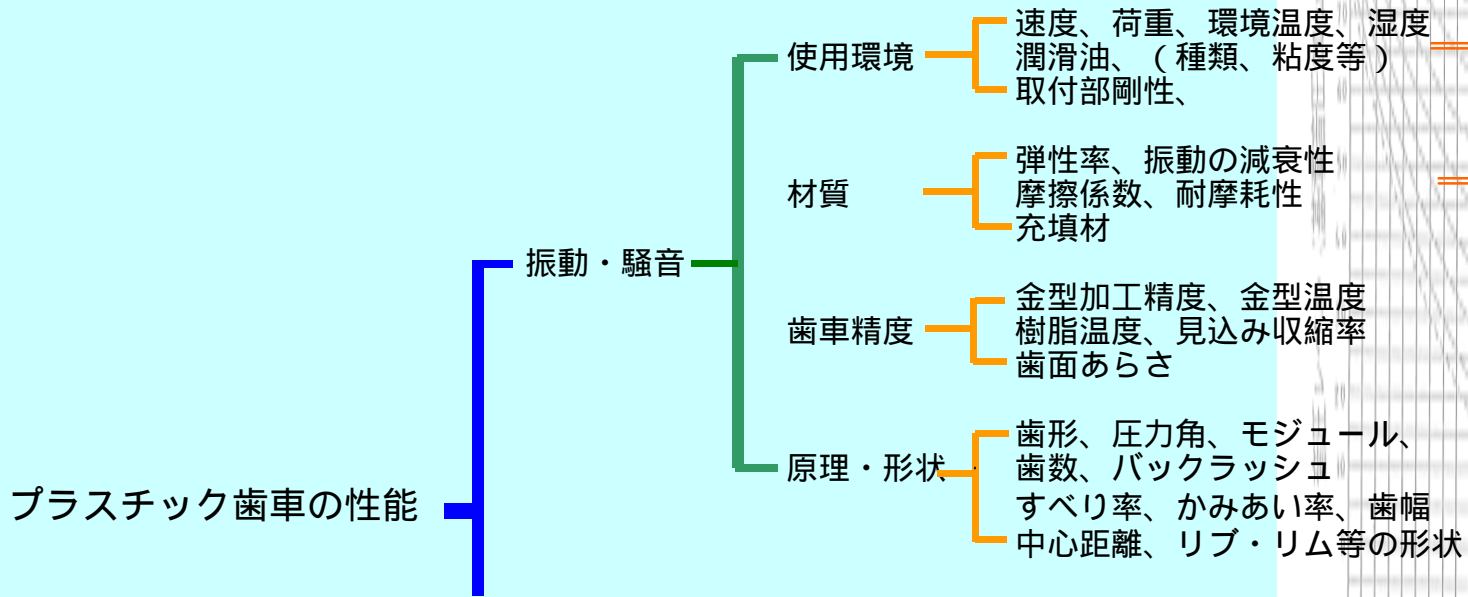 速度、荷重、環境温度、湿度
使用環境
潤滑油、（種類、粘度等）
取付部剛性、
弾性率、振動の減衰性
材質
摩擦係数、耐摩耗性
充填材
振動・騒音
金型加工精度、金型温度
歯車精度
樹脂温度、見込み収縮率
歯面あらさ
歯形、圧力角、モジュール、
原理・形状
歯数、バックラッシュ
プラスチック歯車の性能
すべり率、かみあい率、歯幅
中心距離、リブ・リム等の形状